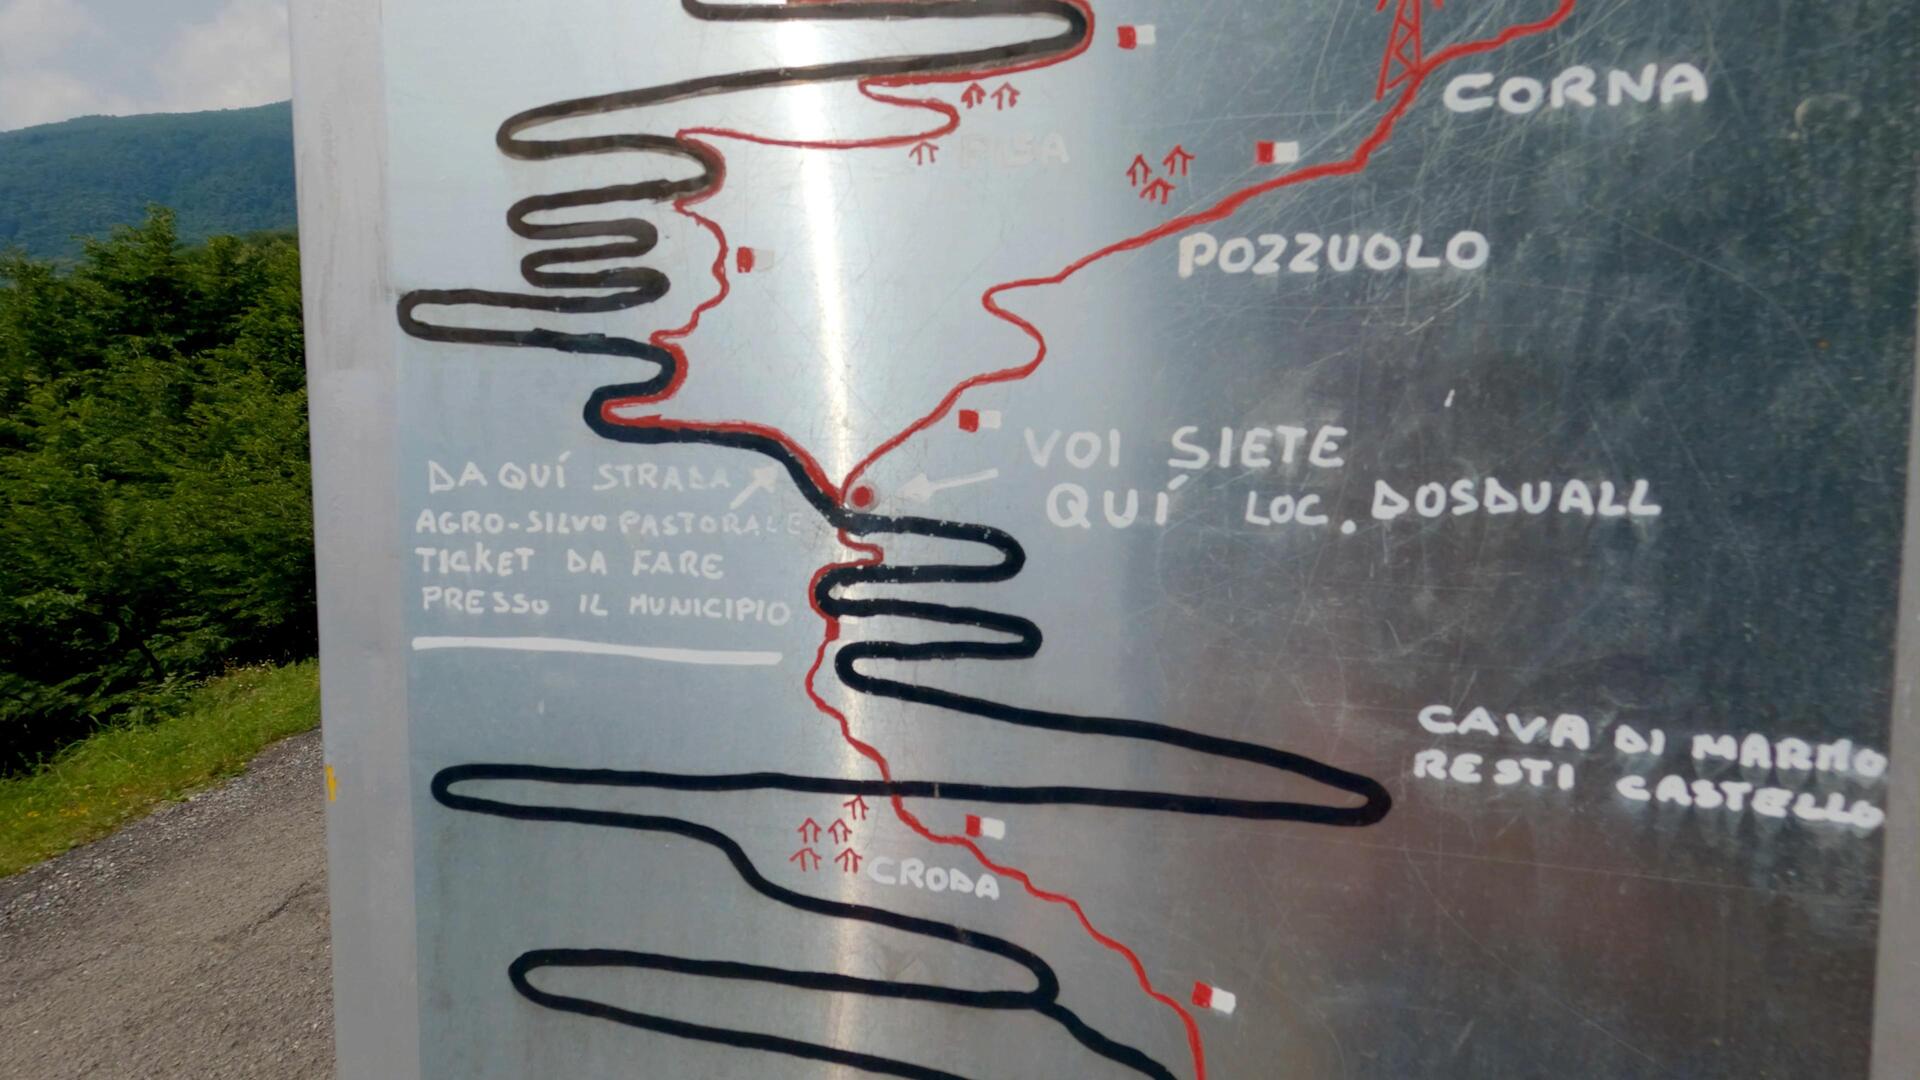 CORNA
PISA
POZZUOLO
VOI SIETE
QUÍ LOC. DOSDUALL
DA QUÍ STRADA
AGRO-SILVO PASTORALE
TICKET DA FARE
PRESSO IL MUNICIPIO
CAVA DI MARMO
RESTI CASTELLO
CRODA